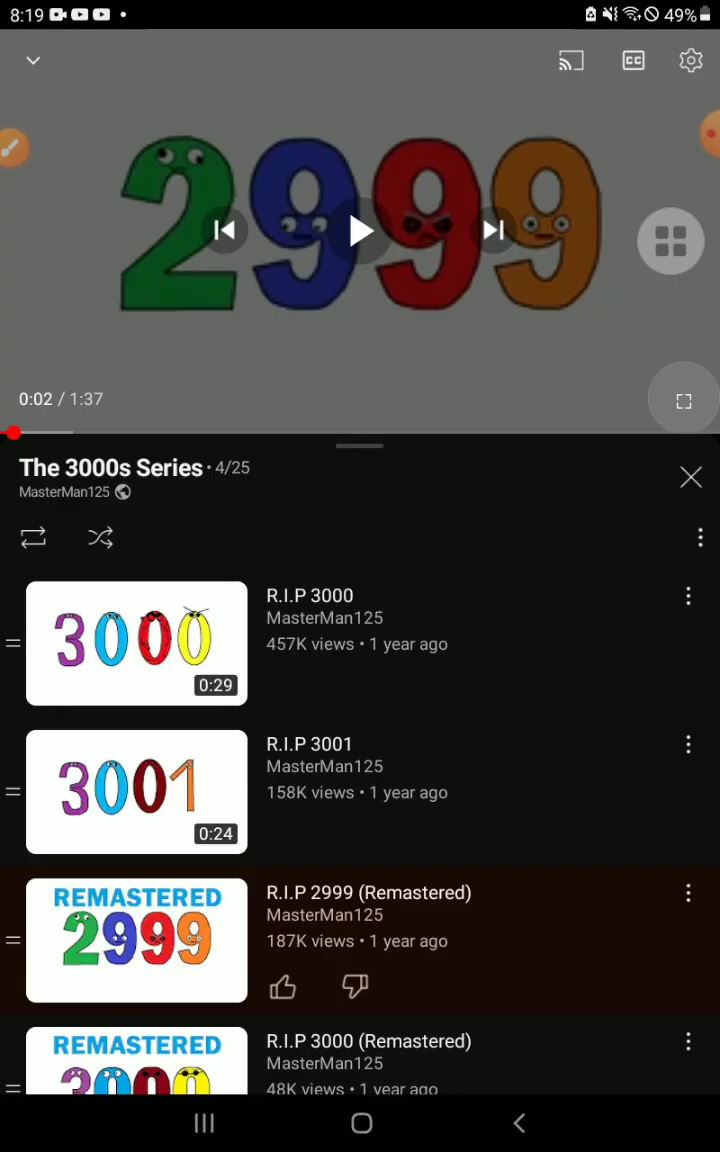 8:19
49%
CC
2999
0:02 / 1:37
The 3000s Series · 4/25
MasterMan125
3000
0:29
R.I.P 3000
MasterMan125
457K views • 1 year ago
3001
0:24
R.I.P 3001
MasterMan125
158K views • 1 year ago
REMASTERED
2999
R.I.P 2999 (Remastered)
MasterMan125
187K views • 1 year ago
REMASTERED
3000
R.I.P 3000 (Remastered)
MasterMan125
48K views • 1 year ago